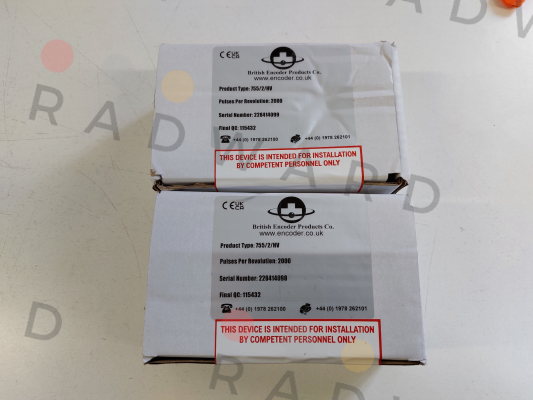 CE UK CA
British Encoder Products Co.
www.encoder.co.uk
Product Type: 755/2/HV
Pulses Per Revolution: 2000
Serial Number: 228414099
Final QC: 115432
+44 (0) 1978 262100 +44 (0) 1978 262101
THIS DEVICE IS INTENDED FOR INSTALLATION
BY COMPETENT PERSONNEL ONLY
CE UK CA
British Encoder Products Co.
www.encoder.co.uk
Product Type: 755/2/HV
Pulses Per Revolution: 2000
Serial Number: 228414098
Final QC: 115432
+44 (0) 1978 262100 +44 (0) 1978 262101
THIS DEVICE IS INTENDED FOR INSTALLATION
BY COMPETENT PERSONNEL ONLY
RADWARD
RADW